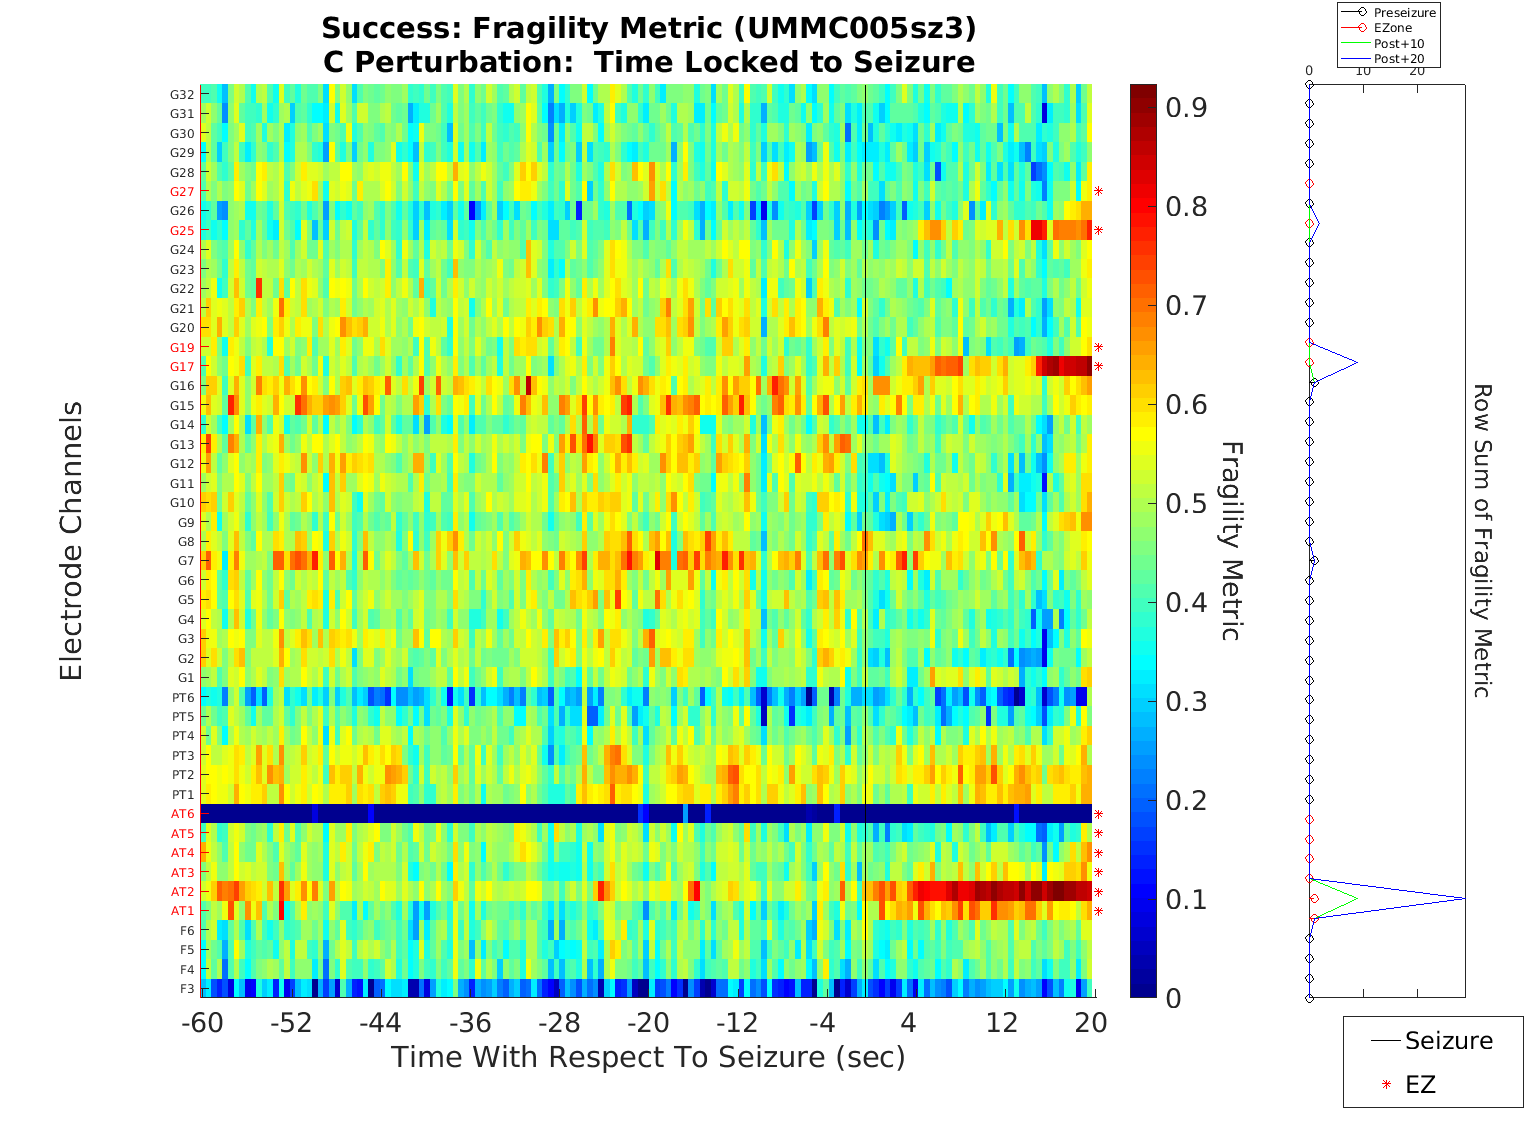 Success: Fragility Metric (UMMC005sz3)
C Perturbation:  Time Locked to Seizure
Electrode Channels
G32
G31
G30
G29
G28
G27
G26
G25
G24
G23
G22
G21
G20
G19
G17
G16
G15
G14
G13
G12
G11
G10
G9
G8
G7
G6
G5
G4
G3
G2
G1
PT6
PT5
PT4
PT3
PT2
PT1
AT6
AT5
AT4
AT3
AT2
AT1
F6
F5
F4
F3
-60 -52 -44 -36 -28 -20 -12 -4 4 12 20
Time With Respect To Seizure (sec)
0.9
0.8
0.7
0.6
0.5
0.4
0.3
0.2
0.1
0
Fragility Metric
Preseizure
EZone
Post+10
Post+20
0 10 20
Row Sum of Fragility Metric
Seizure
EZ